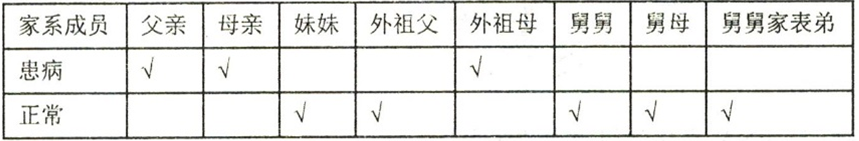 家系成员 父亲 母亲 妹妹 外祖父 外祖母 舅舅 舅母 舅舅家表弟
患病 √ √ √
正常 √ √ √ √ √